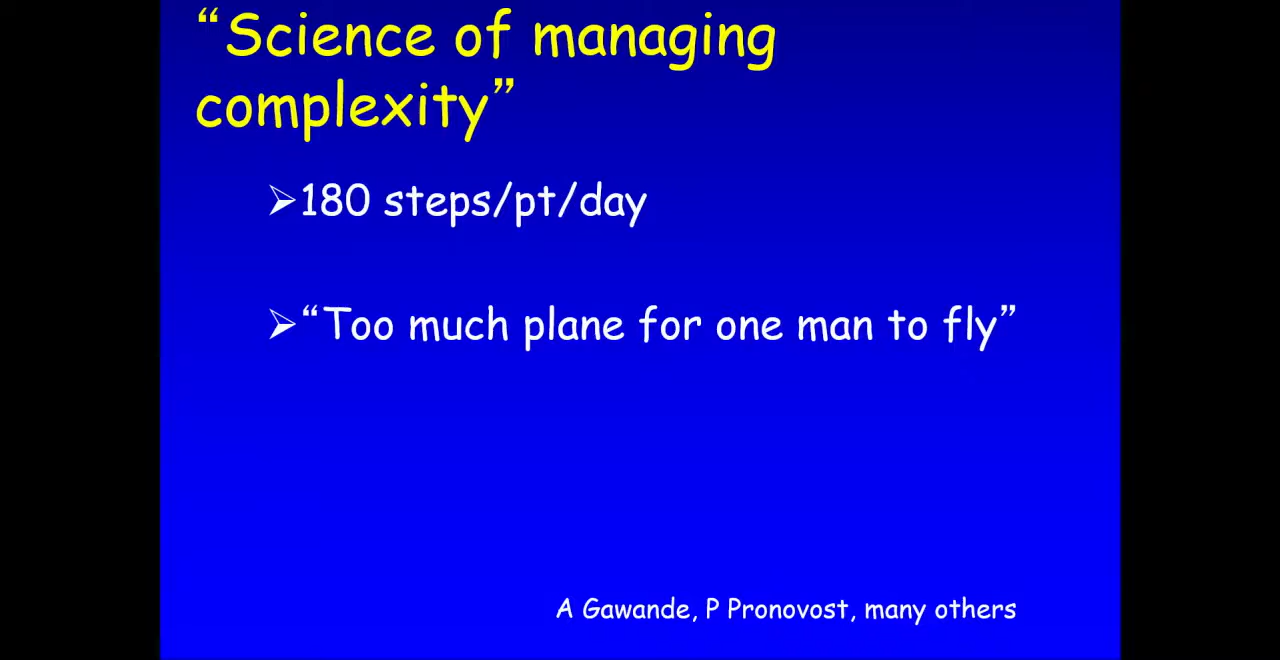 “Science of managing
complexity”
➢180 steps/pt/day
➢“Too much plane for one man to fly”
A Gawande, P Pronovost, many others